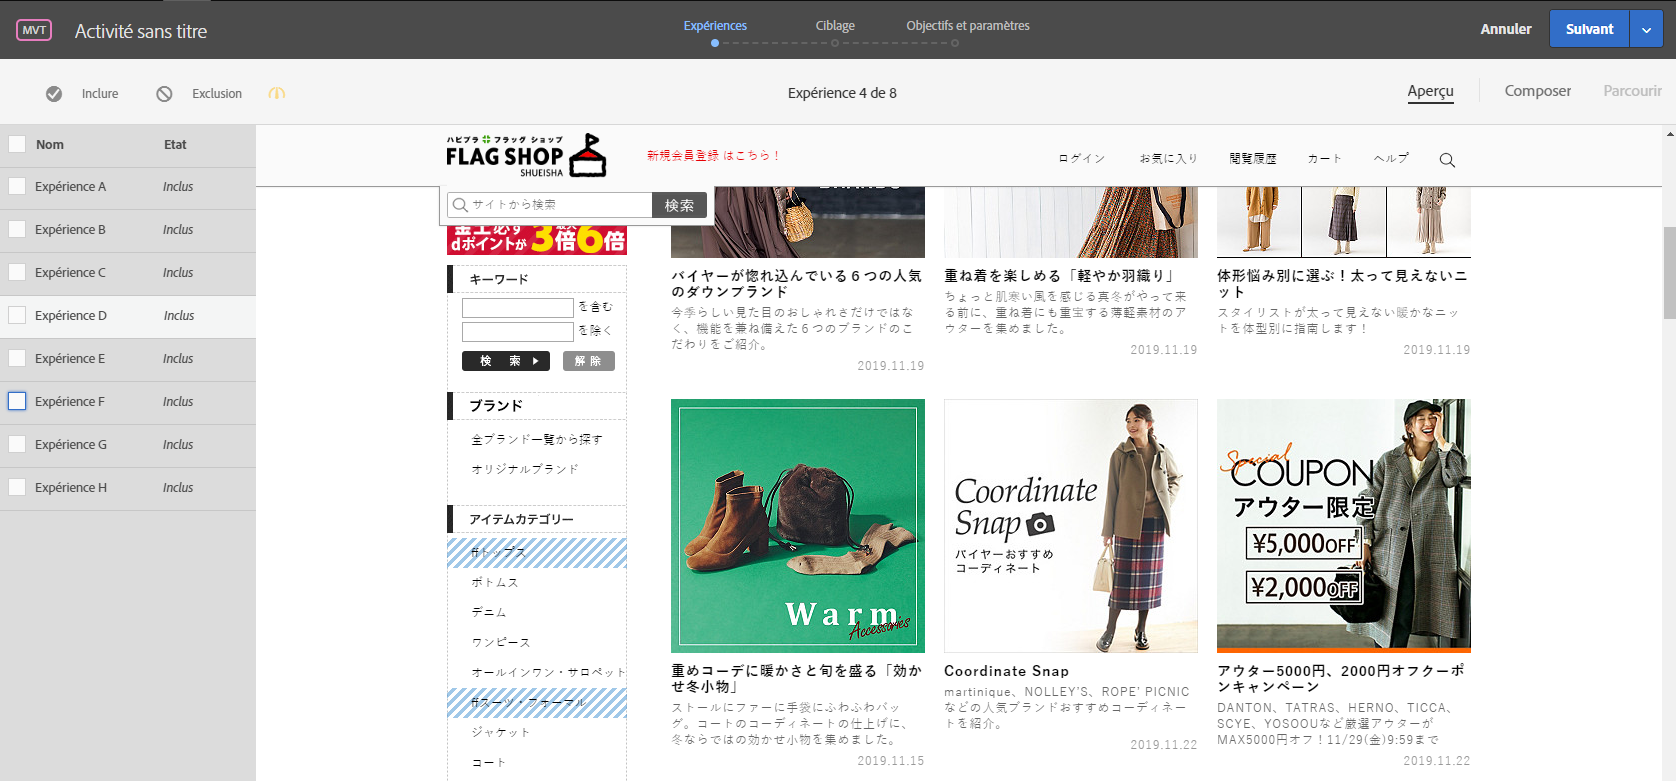 MVT
Activité sans titre
Expériences
Ciblage
Objectifs et paramètres
Annuler
Suivant
Inclure
Exclusion
Expérience 4 de 8
Aperçu
Composer
Parcourir
Nom
Etat
Expérience A
Inclus
Expérience B
Inclus
Expérience C
Inclus
Expérience D
Inclus
Expérience E
Inclus
Expérience F
Inclus
Expérience G
Inclus
Expérience H
Inclus
ハピプラ フラッグ ショップ
FLAG SHOP
SHUEISHA
新規会員登録 はこちら！
ログイン
お気に入り
閲覧履歴
カート
ヘルプ
サイトから検索
検索
dポイントが
3倍6倍
キーワード
を含む
を除く
検 索
解 除
ブランド
全ブランド一覧から探す
オリジナルブランド
アイテムカテゴリー
ffトップス
ボトムス
デニム
ワンピース
オールインワン・サロペット
ffスーツ・フォーマル
ジャケット
コート
バイヤーが惚れ込んでいる６つの人気
のダウンブランド
今季らしい見た目のおしゃれさだけではな
く、機能を兼ね備えた６つのブランドのこ
だわりをご紹介。
2019.11.19
重ね着を楽しめる「軽やか羽織り」
ちょっと肌寒い風を感じる真冬がやって来
る前に、重ね着にも重宝する薄軽素材のア
ウターを集めました。
2019.11.19
体形悩み別に選ぶ！太って見えないニ
ット
スタイリストが太って見えない暖かなニッ
トを体型別に指南します！
2019.11.19
Warm
Accessories
重めコーデに暖かさと旬を盛る「効か
せ冬小物」
ストールにファーに手袋にふわふわバッ
グ。コートのコーディネートの仕上げに、
冬ならではの効かせ小物を集めました。
2019.11.15
Coordinate
Snap
バイヤーおすすめ
コーディネート
Coordinate Snap
martinique、NOLLEY'S、ROPE' PICNIC
などの人気ブランドおすすめコーディネー
トを紹介。
2019.11.22
Special
COUPON
アウター限定
¥5,000OFF
¥2,000OFF
アウター5000円、2000円オフクーポ
ンキャンペーン
DANTON、TATRAS、HERNO、TICCA、
SCYE、YOSOOUなど厳選アウターが
MAX5000円オフ！11/29(金)9:59まで
2019.11.22